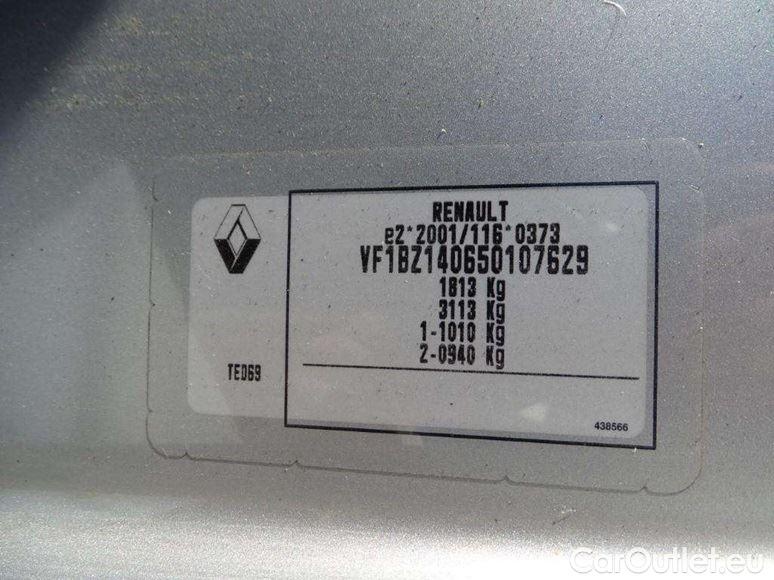 RENAULT
e2*2001/116*0373
VF1BZ140650107629
1813 Kg
3113 Kg
1-1010 Kg
2-0940 Kg
TED69
438566
CarOutlet.eu